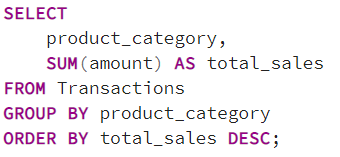 SELECT
    product_category,
    SUM(amount) AS total_sales
FROM Transactions
GROUP BY product_category
ORDER BY total_sales DESC;